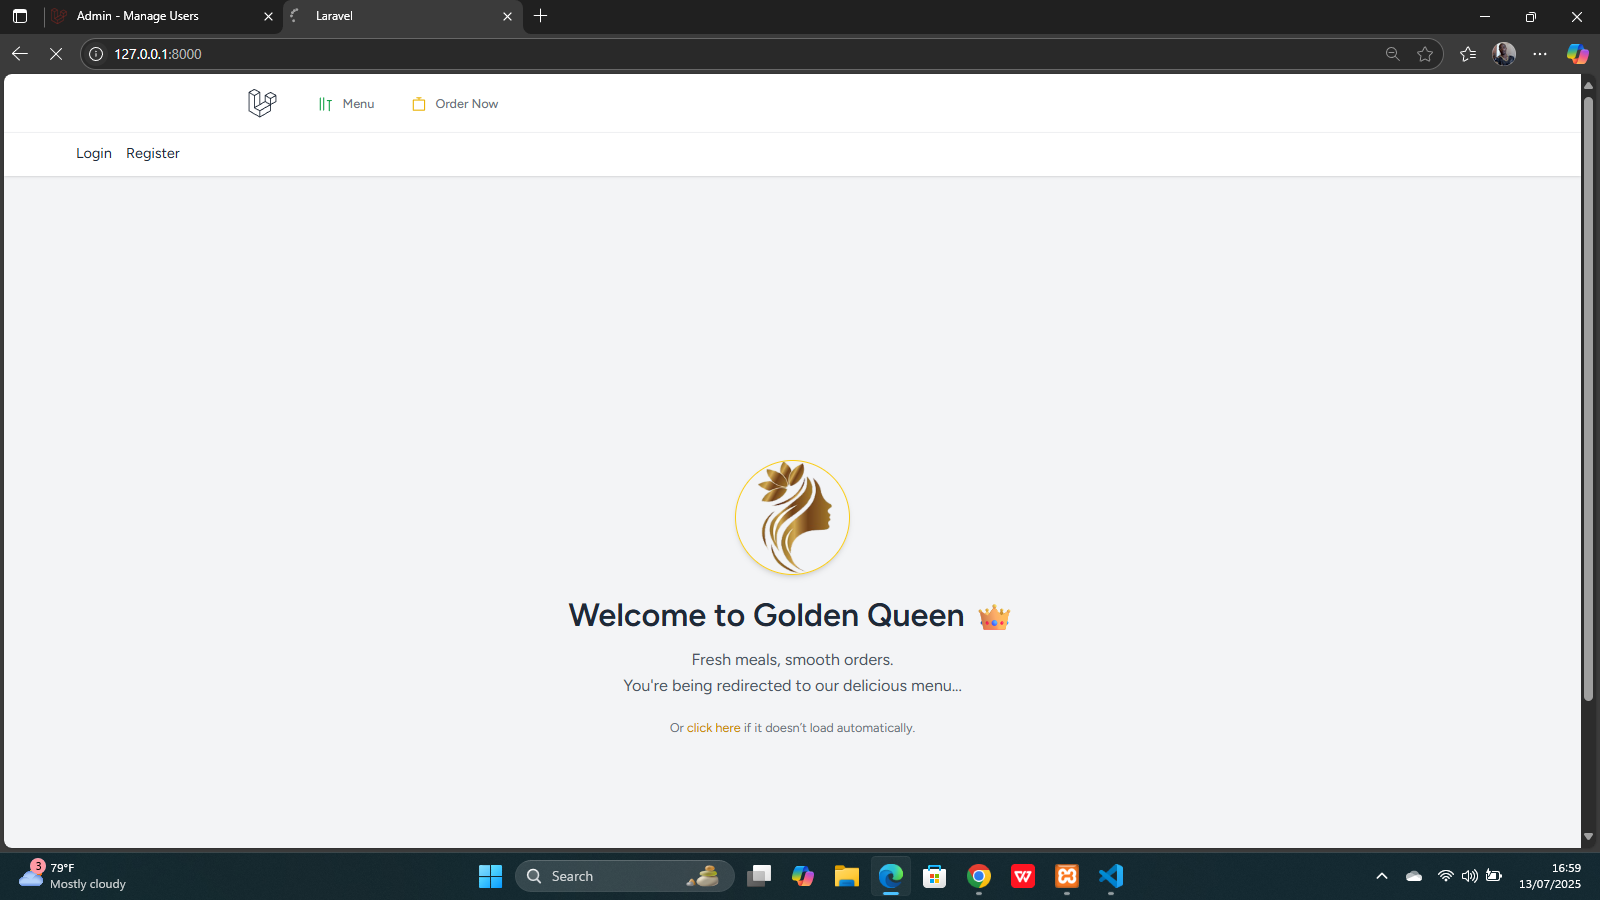 Admin - Manage Users
Laravel
127.0.0.1:8000
Menu
Order Now
Login Register
Welcome to Golden Queen
Fresh meals, smooth orders.
You're being redirected to our delicious menu...
Or click here if it doesn’t load automatically.
3
79°F
Mostly cloudy
Search
W
16:59
13/07/2025